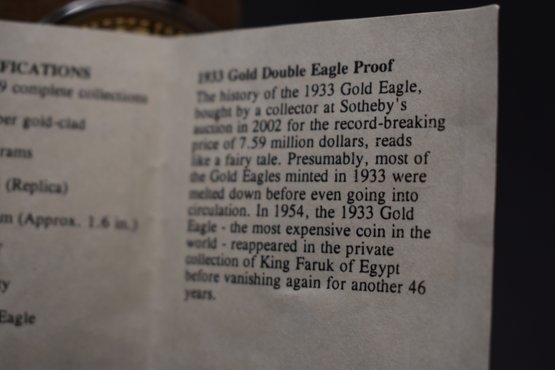 FICATIONS
9 complete collections
per gold-clad
rams
(Replica)
m (Approx. 1.6 in.)
y
Eagle
1933 Gold Double Eagle Proof
The history of the 1933 Gold Eagle,
bought by a collector at Sotheby's
auction in 2002 for the record-breaking
price of 7.59 million dollars, reads
like a fairy tale. Presumably, most of
the Gold Eagles minted in 1933 were
melted down before even going into
circulation. In 1954, the 1933 Gold
Eagle - the most expensive coin in the
world - reappeared in the private
collection of King Faruk of Egypt
before vanishing again for another 46
years.